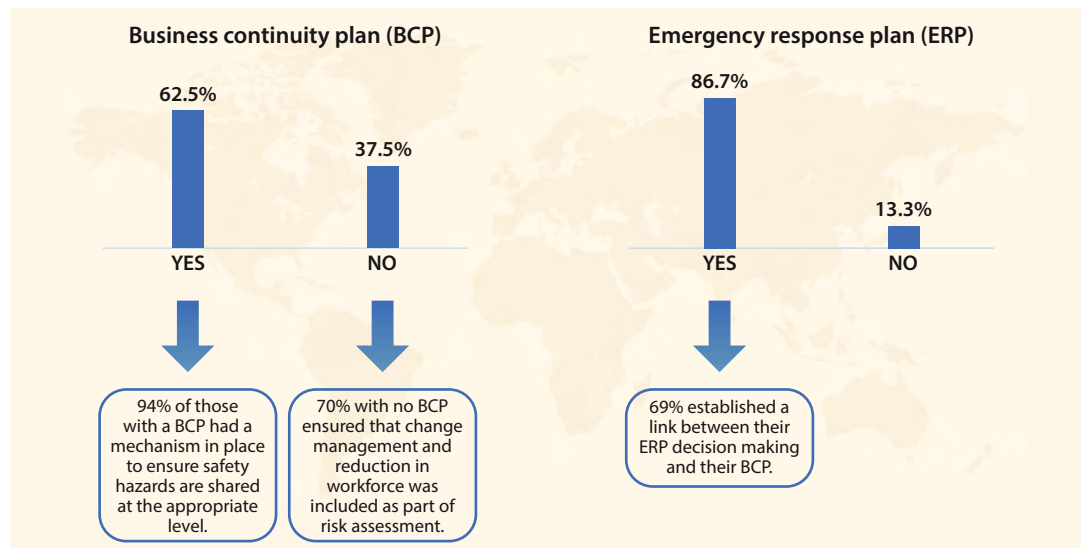 Business continuity plan (BCP)
62.5%
37.5%
YES
NO
94% of those
with a BCP had a
mechanism in place
to ensure safety
hazards are shared
at the appropriate
level.
70% with no BCP
ensured that change
management and
reduction in
workforce was
included as part of
risk assessment.
Emergency response plan (ERP)
86.7%
13.3%
YES
NO
69% established a
link between their
ERP decision making
and their BCP.